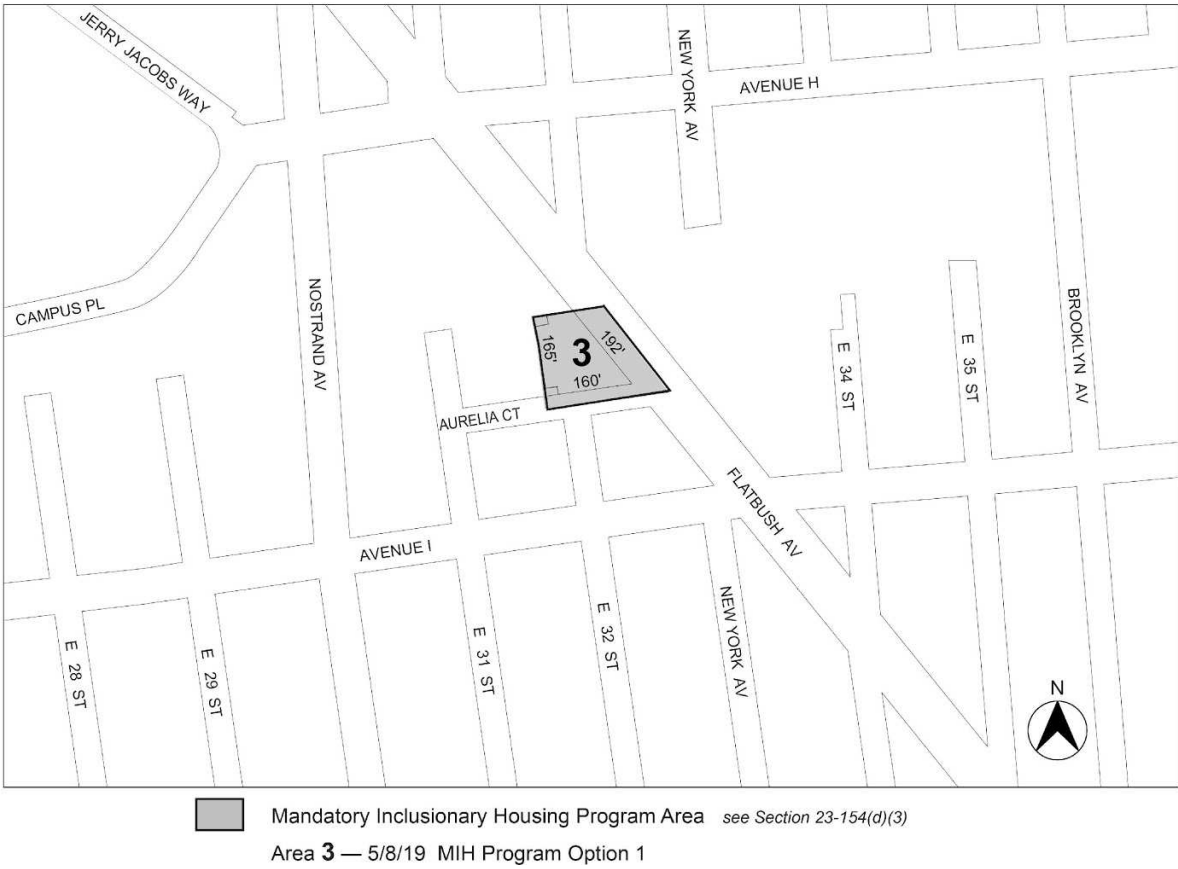 JERRY JACOBS WAY
NEW YORK AV
AVENUE H
CAMPUS PL
NOSTRAND AV
BROOKLYN AV
165'
3
192'
160'
E 34 ST
E 35 ST
AURELIA CT
FLATBUSH AV
AVENUE I
E 28 ST
E 29 ST
E 31 ST
E 32 ST
NEW YORK AV
N
Mandatory Inclusionary Housing Program Area see Section 23-154(d)(3)
Area 3 — 5/8/19 MIH Program Option 1